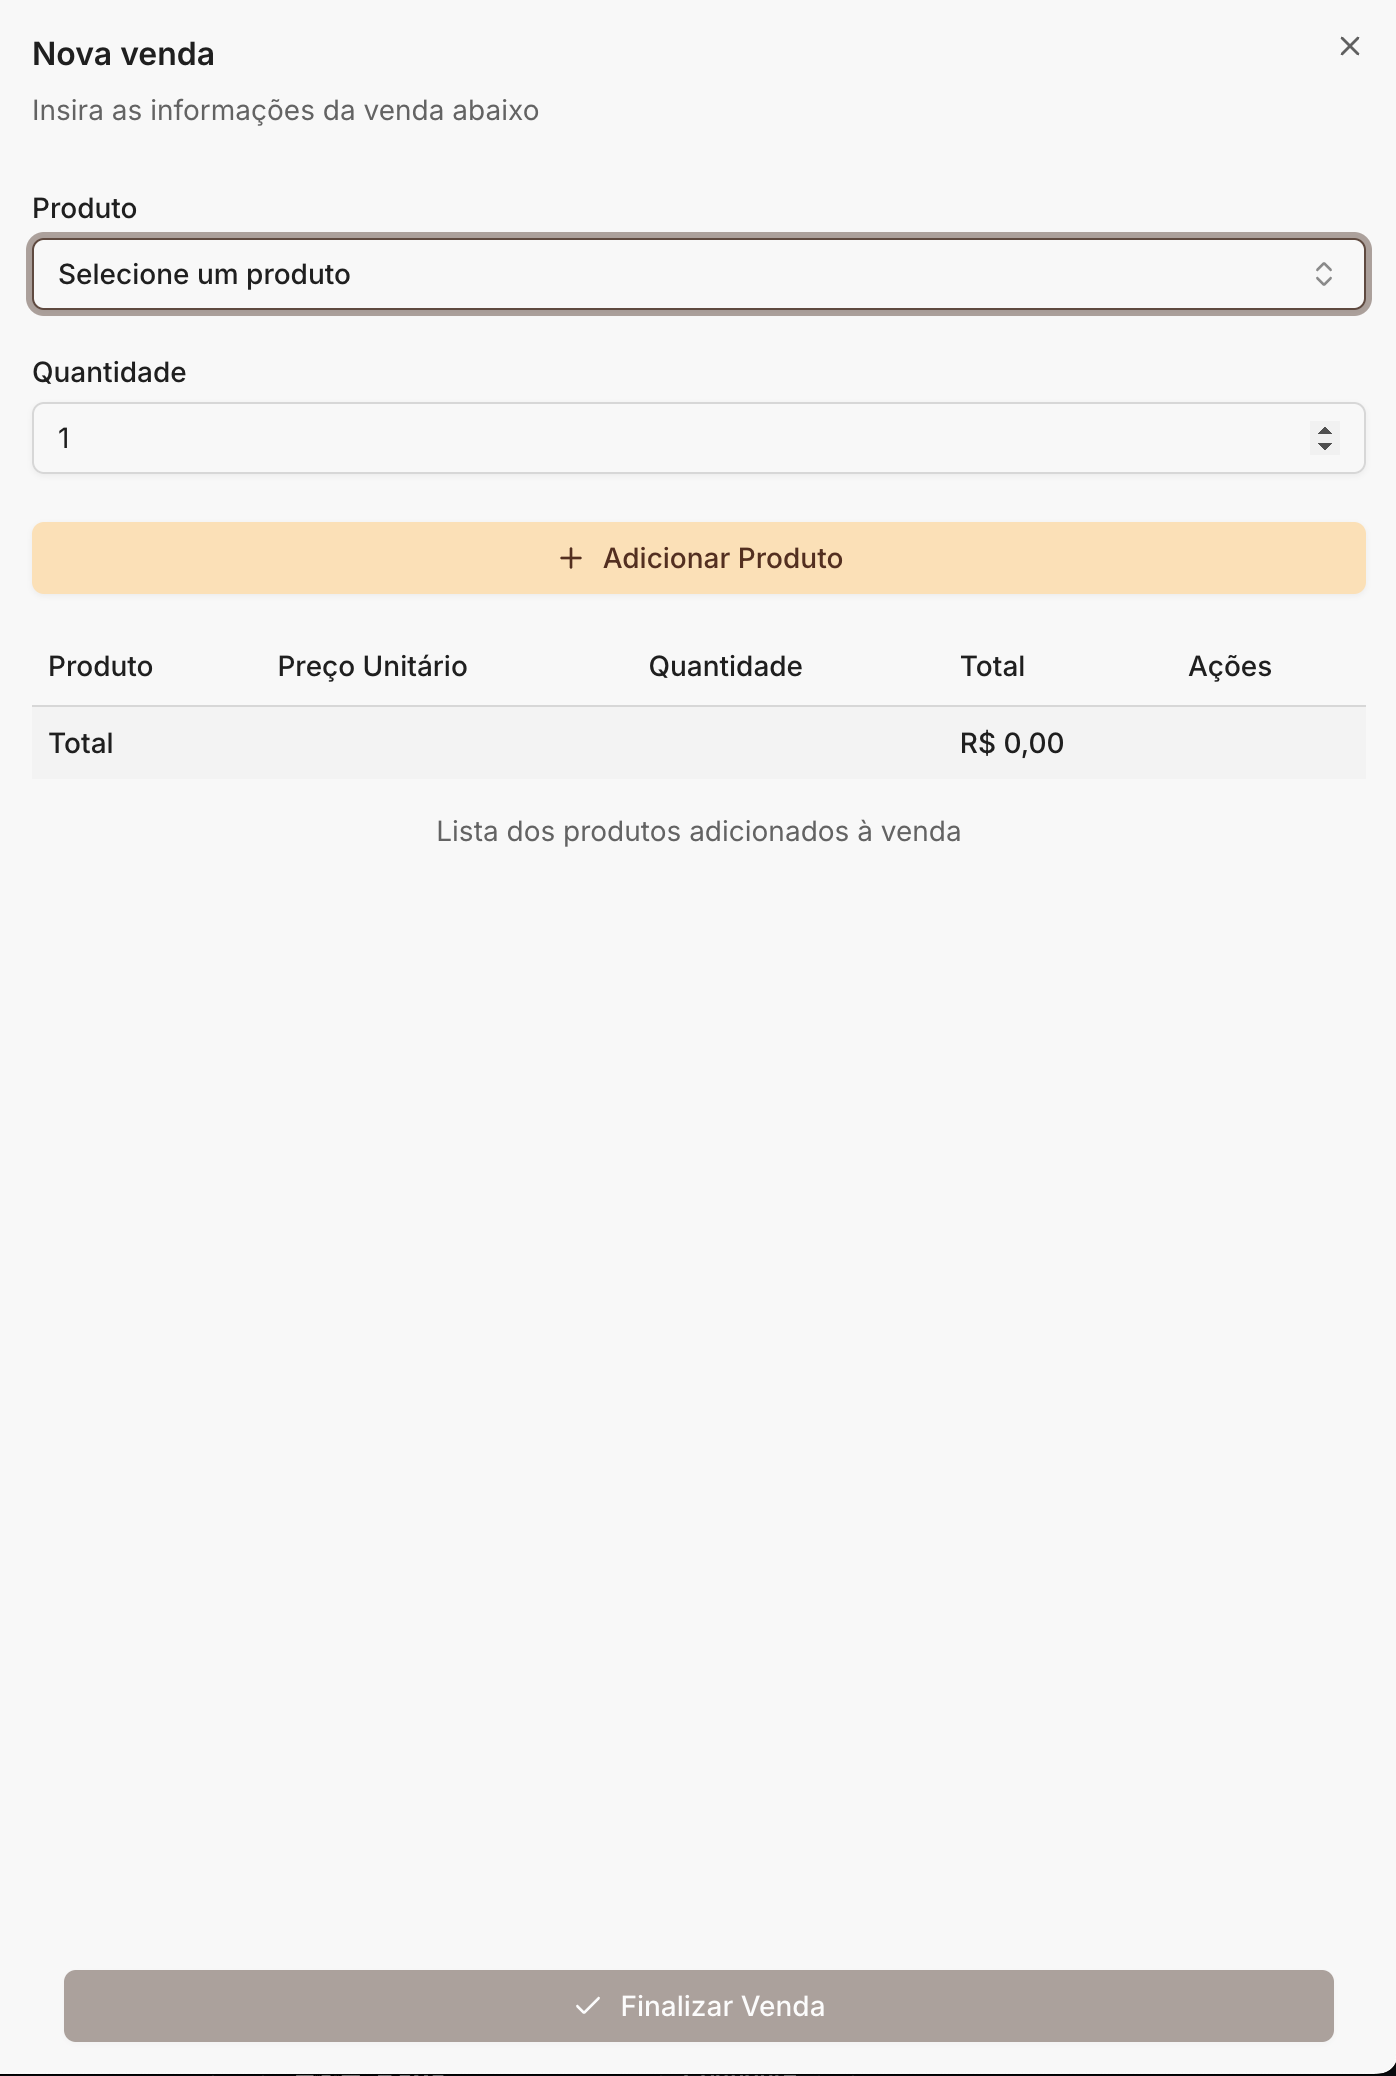 Nova venda
Insira as informações da venda abaixo
Produto
Selecione um produto
Quantidade
1
Adicionar Produto
Produto Preço Unitário Quantidade Total Ações
Total R$ 0,00
Lista dos produtos adicionados à venda
Finalizar Venda